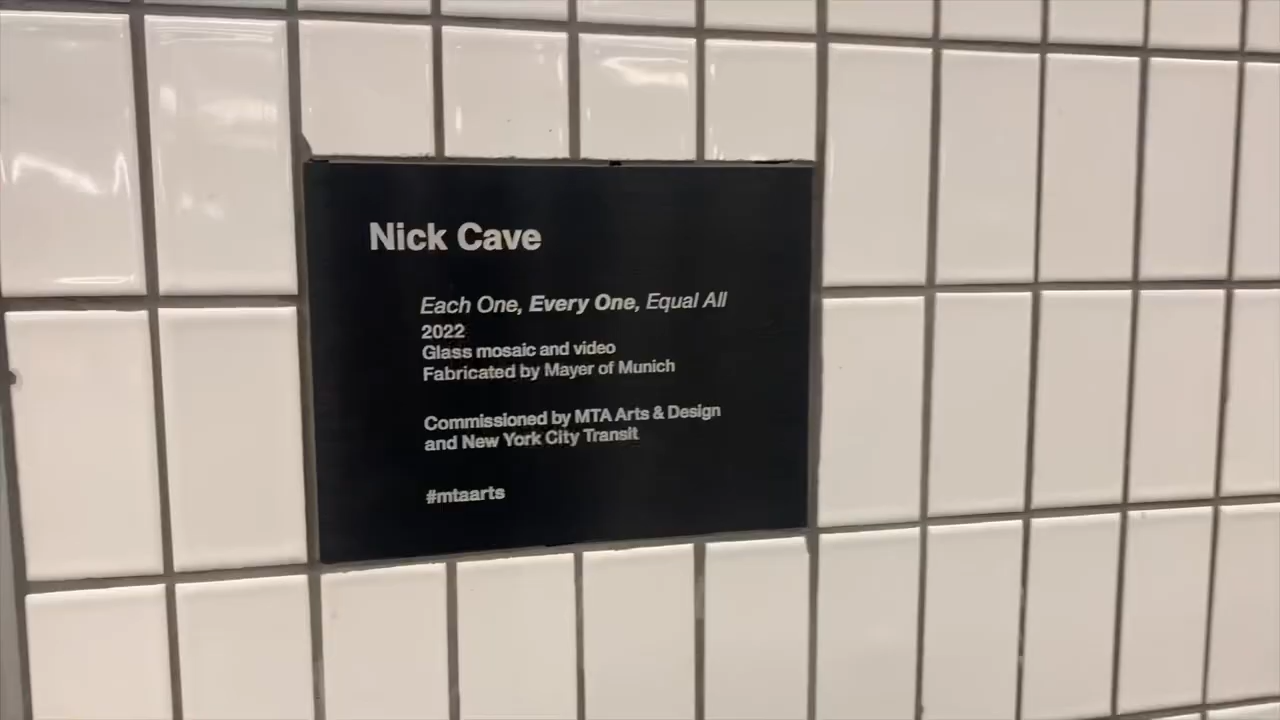 Nick Cave
Each One, Every One, Equal All
2022
Glass mosaic and video
Fabricated by Mayer of Munich
Commissioned by MTA Arts & Design
and New York City Transit
#mtaarts